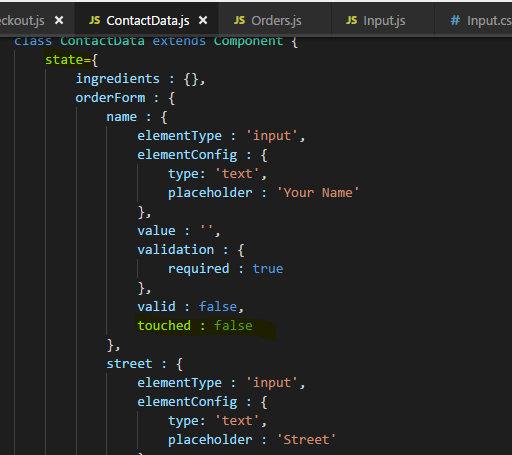 eckout.js JS ContactData.js JS Orders.js JS Input.js # Input.cs
class ContactData extends Component {
state={
ingredients : {},
orderForm : {
name : {
elementType : 'input',
elementConfig : {
type: 'text',
placeholder : 'Your Name'
},
value : '',
validation : {
required : true
},
valid : false,
touched : false
},
street : {
elementType : 'input',
elementConfig : {
type: 'text',
placeholder : 'Street'